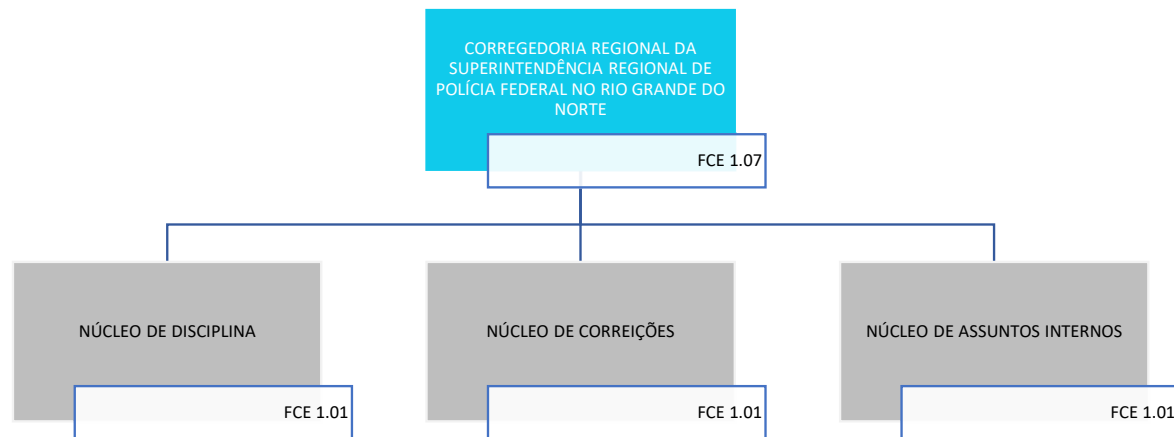 CORREGEDORIA REGIONAL DA
SUPERINTENDÊNCIA REGIONAL DE
POLÍCIA FEDERAL NO RIO GRANDE DO
NORTE
FCE 1.07
NÚCLEO DE DISCIPLINA
FCE 1.01
NÚCLEO DE CORREIÇÕES
FCE 1.01
NÚCLEO DE ASSUNTOS INTERNOS
FCE 1.01